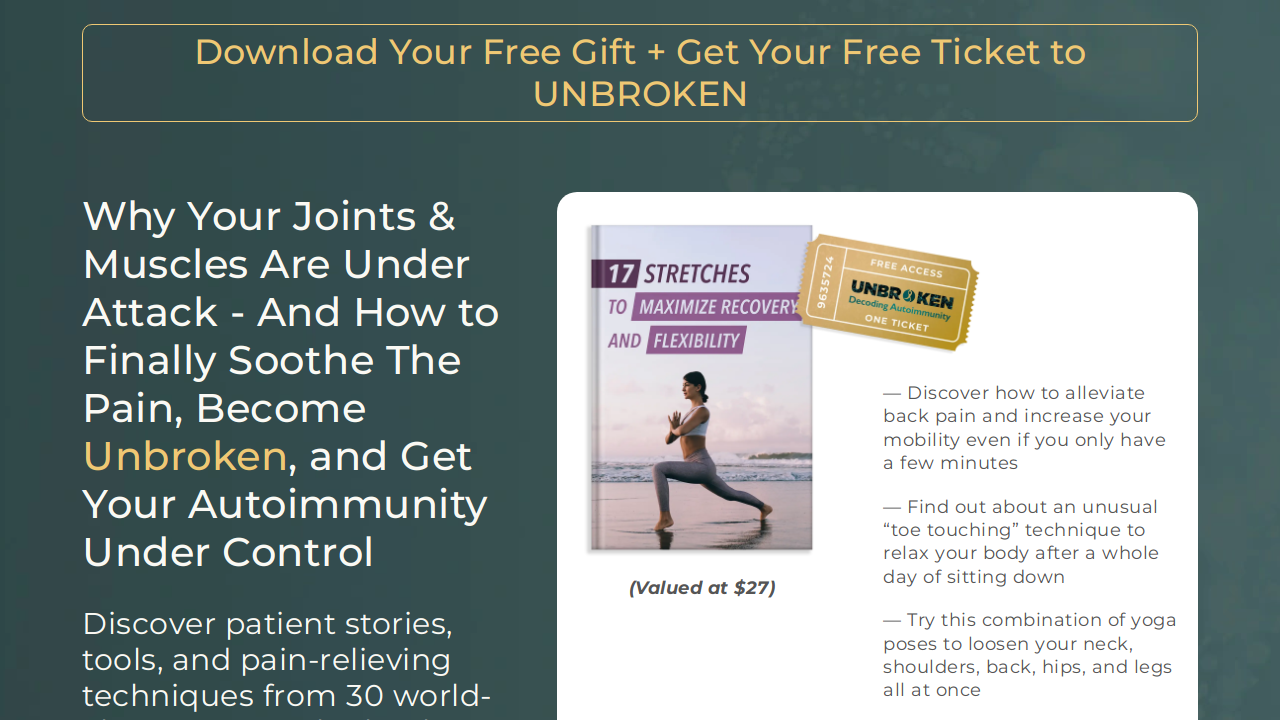 Download Your Free Gift + Get Your Free Ticket to
UNBROKEN
Why Your Joints &
Muscles Are Under
Attack - And How to
Finally Soothe The
Pain, Become
Unbroken, and Get
Your Autoimmunity
Under Control
Discover patient stories,
tools, and pain-relieving
techniques from 30 world-
17 STRETCHES
TO MAXIMIZE RECOVERY
AND FLEXIBILITY
(Valued at $27)
9635724
FREE ACCESS
UNBROKEN
Decoding Autoimmunity
ONE TICKET
— Discover how to alleviate
back pain and increase your
mobility even if you only have
a few minutes
— Find out about an unusual
“toe touching” technique to
relax your body after a whole
day of sitting down
— Try this combination of yoga
poses to loosen your neck,
shoulders, back, hips, and legs
all at once